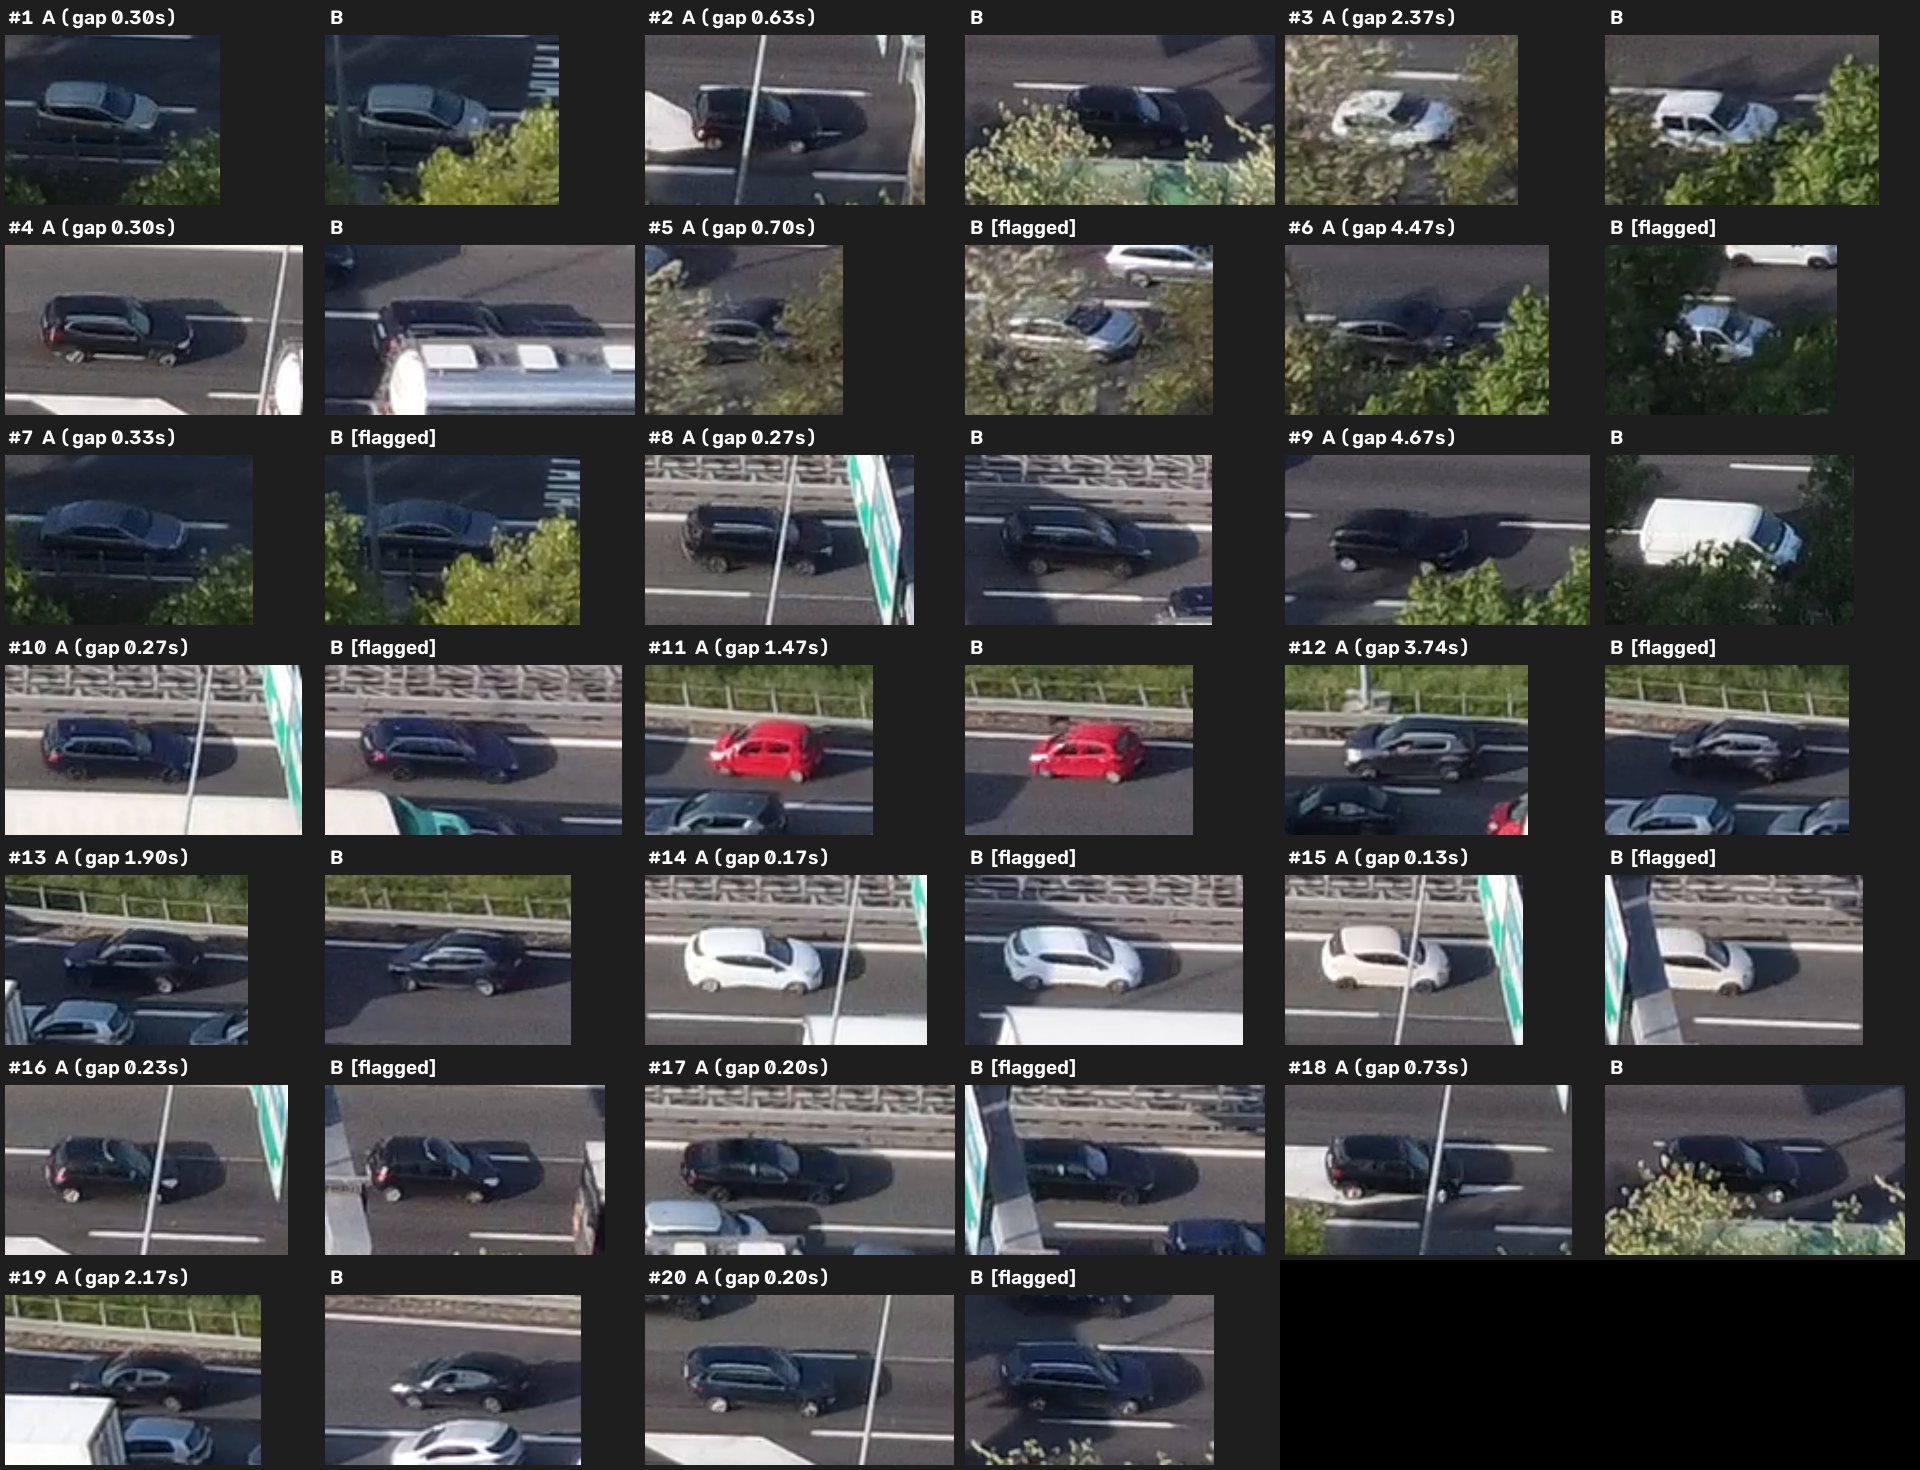 #1 A (gap 0.30s) B #2 A (gap 0.63s) B #3 A (gap 2.37s) B
#4 A (gap 0.30s) B #5 A (gap 0.70s) B [flagged] #6 A (gap 4.47s) B [flagged]
#7 A (gap 0.33s) B [flagged] #8 A (gap 0.27s) B #9 A (gap 4.67s) B
#10 A (gap 0.27s) B [flagged] #11 A (gap 1.47s) B #12 A (gap 3.74s) B [flagged]
#13 A (gap 1.90s) B #14 A (gap 0.17s) B [flagged] #15 A (gap 0.13s) B [flagged]
#16 A (gap 0.23s) B [flagged] #17 A (gap 0.20s) B [flagged] #18 A (gap 0.73s) B
#19 A (gap 2.17s) B #20 A (gap 0.20s) B [flagged]